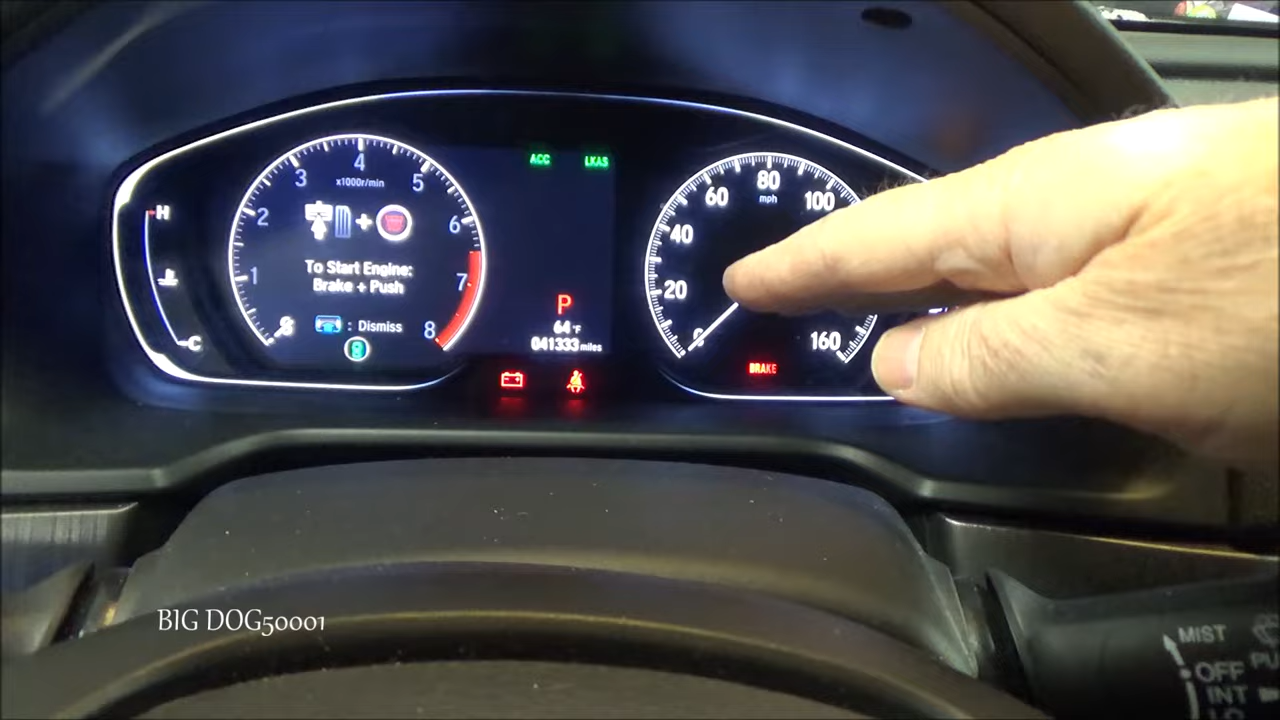 H
C
1
2
3
4
5
6
7
8
x1000r/min
To Start Engine:
Brake + Push
: Dismiss
ACC
LKAS
P
64°F
041333 miles
20
40
60
80
100
160
mph
BRAKE
BIG DOG50001
MIST
OFF
INT
LO